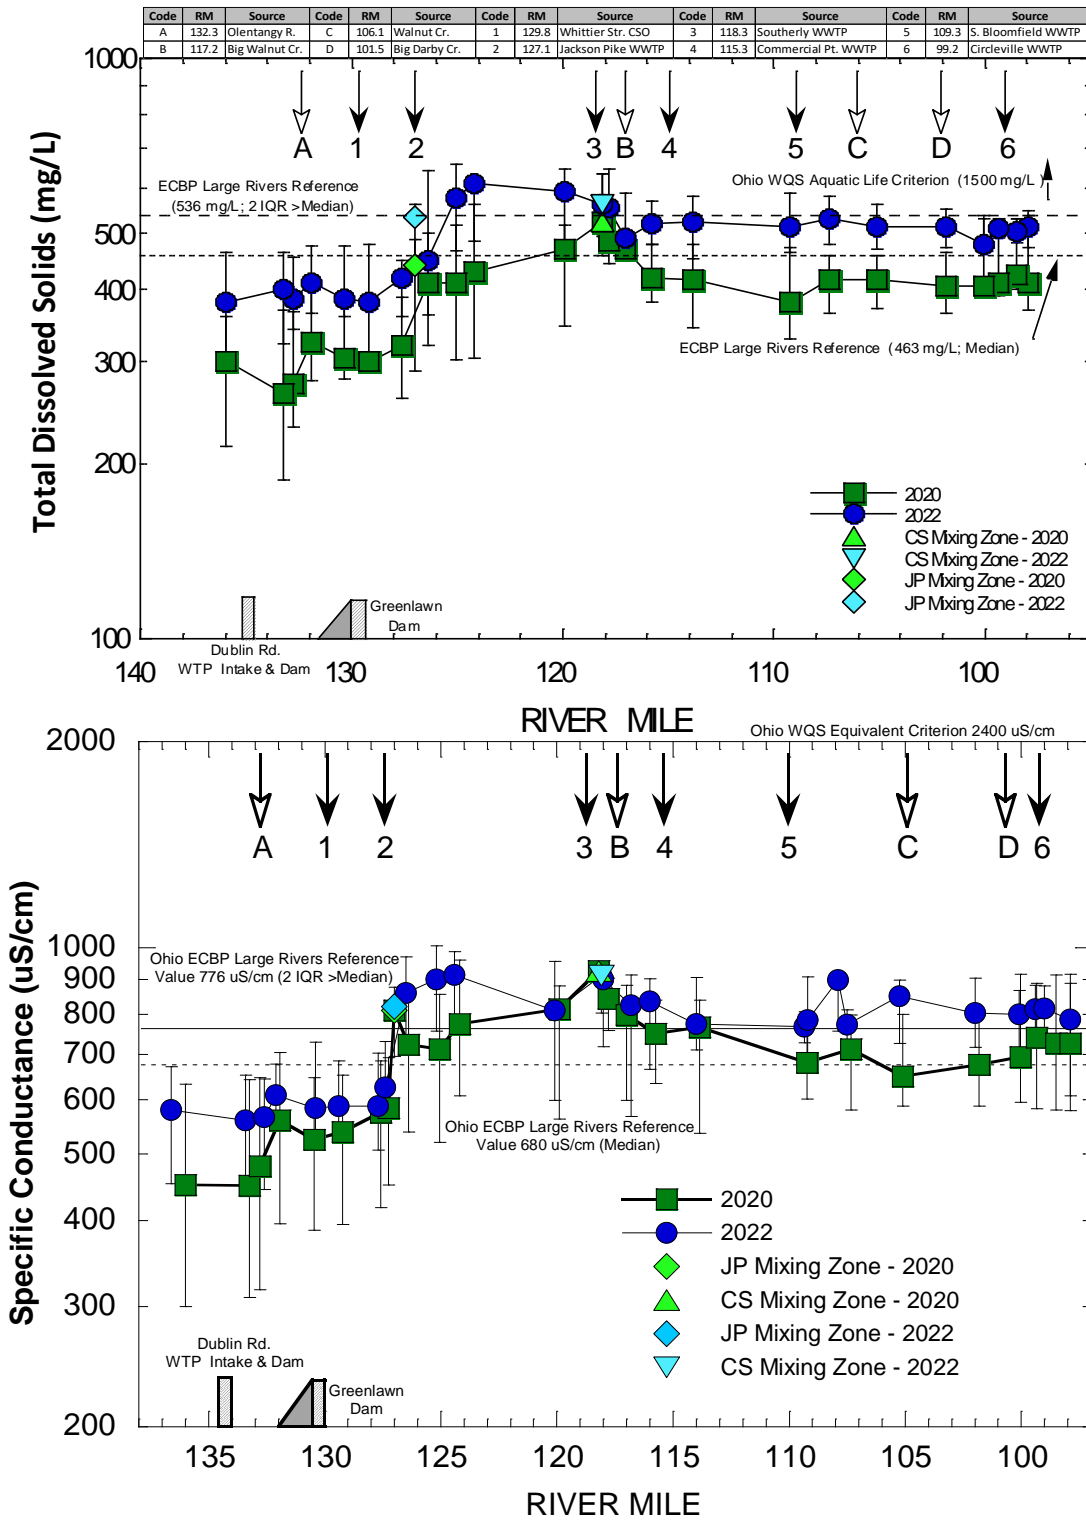 Code RM Source Code RM Source Code RM Source Code RM Source Code RM Source
A 132.3 Olentangy R. C 106.1 Walnut Cr. 1 129.8 Whittier Str. CSO 3 118.3 Southerly WWTP 5 109.3 S. Bloomfield WWTP
B 117.2 Big Walnut Cr. D 101.5 Big Darby Cr. 2 127.1 Jackson Pike WWTP 4 115.3 Commercial Pt. WWTP 6 99.2 Circleville WWTP
1000
A 1 2 3 B 4 5 C D 6
ECBP Large Rivers Reference
(536 mg/L; 2 IQR >Median)
Ohio WQS Aquatic Life Criterion (1500 mg/L )
Total Dissolved Solids (mg/L)
500
400
300
200
100
ECBP Large Rivers Reference (463 mg/L; Median)
2020
2022
CS Mixing Zone - 2020
CS Mixing Zone - 2022
JP Mixing Zone - 2020
JP Mixing Zone - 2022
Greenlawn
Dam
Dublin Rd.
WTP Intake & Dam
140 130 120 110 100
RIVER MILE
Ohio WQS Equivalent Criterion 2400 uS/cm
2000
A 1 2 3 B 4 5 C D 6
Specific Conductance (uS/cm)
1000
900
800
700
600
500
400
300
200
Ohio ECBP Large Rivers Reference
Value 776 uS/cm (2 IQR >Median)
Ohio ECBP Large Rivers Reference
Value 680 uS/cm (Median)
2020
2022
JP Mixing Zone - 2020
CS Mixing Zone - 2020
JP Mixing Zone - 2022
CS Mixing Zone - 2022
Dublin Rd.
WTP Intake & Dam
Greenlawn
Dam
135 130 125 120 115 110 105 100
RIVER MILE